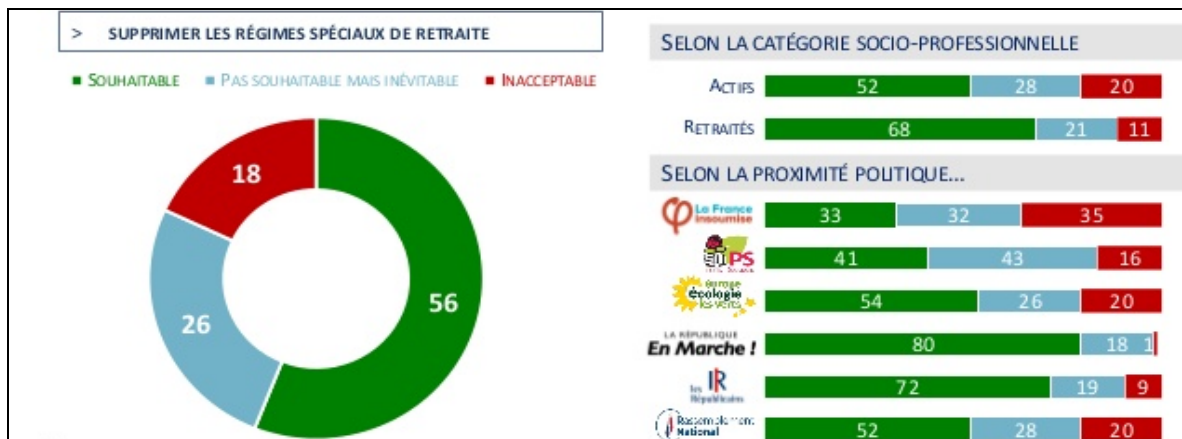 > SUPPRIMER LES RÉGIMES SPÉCIAUX DE RETRAITE
SOUHAITABLE PAS SOUHAITABLE MAIS INÉVITABLE INACCEPTABLE
18
56
26
SELON LA CATÉGORIE SOCIO-PROFESSIONNELLE
ACTIFS 52 28 20
RETRAITÉS 68 21 11
SELON LA PROXIMITÉ POLITIQUE...
La France
insoumise 33 32 35
PS 41 43 16
europe
écologie
les verts 54 26 20
LA RÉPUBLIQUE
En Marche ! 80 18 1
les R
Républicains 72 19 9
Rassemblement
National 52 28 20